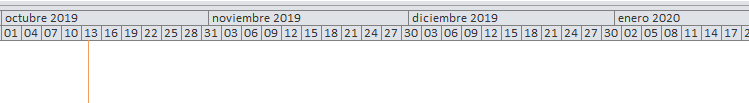 octubre 2019 noviembre 2019 diciembre 2019 enero 2020
01 04 07 10 13 16 19 22 25 28 31 03 06 09 12 15 18 21 24 27 30 03 06 09 12 15 18 21 24 27 30 02 05 08 11 14 17 2